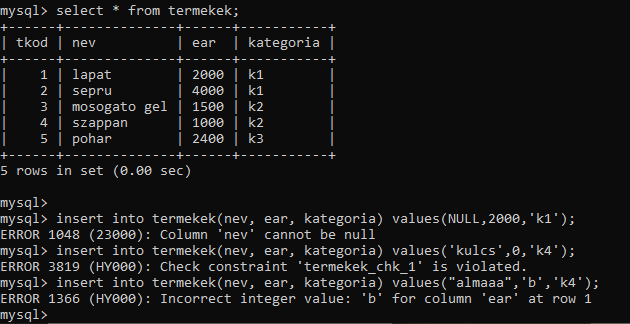 mysql> select * from termekek;
+------+--------------+------+-----------+
| tkod | nev          | ear  | kategoria |
+------+--------------+------+-----------+
|    1 | lapat        | 2000 | k1        |
|    2 | sepru        | 4000 | k1        |
|    3 | mosogato gel | 1500 | k2        |
|    4 | szappan      | 1000 | k2        |
|    5 | pohar        | 2400 | k3        |
+------+--------------+------+-----------+
5 rows in set (0.00 sec)
mysql>
mysql> insert into termekek(nev, ear, kategoria) values(NULL,2000,'k1');
ERROR 1048 (23000): Column 'nev' cannot be null
mysql> insert into termekek(nev, ear, kategoria) values('kulcs',0,'k4');
ERROR 3819 (HY000): Check constraint 'termekek_chk_1' is violated.
mysql> insert into termekek(nev, ear, kategoria) values("almaaa",'b','k4');
ERROR 1366 (HY000): Incorrect integer value: 'b' for column 'ear' at row 1
mysql>